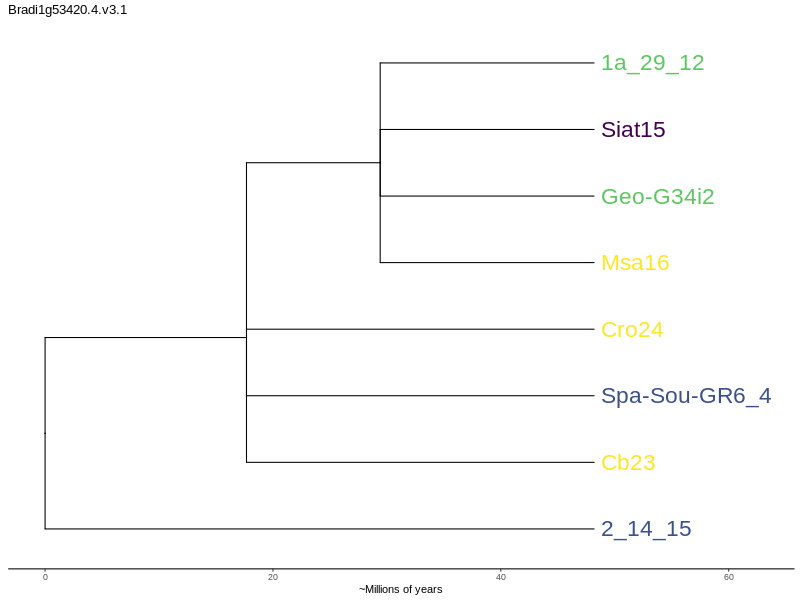 Bradi1g53420.4.v3.1
1a_29_12
Siat15
Geo-G34i2
Msa16
Cro24
Spa-Sou-GR6_4
Cb23
2_14_15
0 20 40 60
~Millions of years